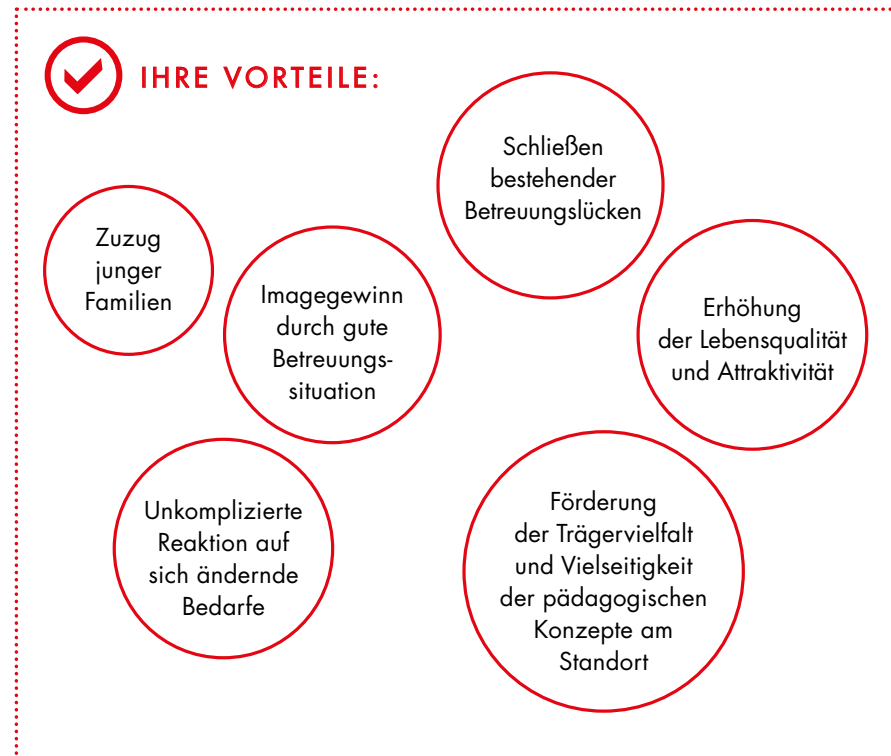 IHRE VORTEILE:
Schließen
bestehender
Betreuungslücken
Zuzug
junger
Familien
Imagegewinn
durch gute
Betreuungs-
situation
Erhöhung
der Lebensqualität
und Attraktivität
Unkomplizierte
Reaktion auf
sich ändernde
Bedarfe
Förderung
der Trägervielfalt
und Vielseitigkeit
der pädagogischen
Konzepte am
Standort